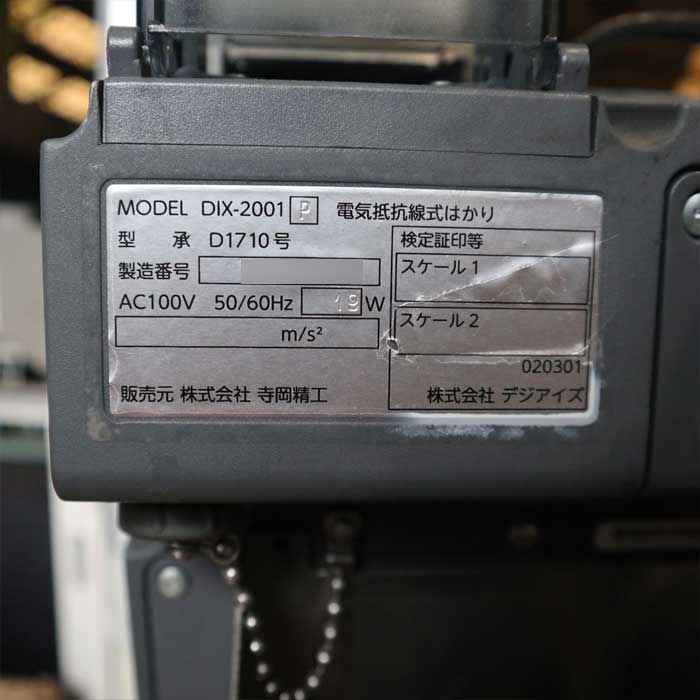 MODEL DIX-2001 P 電気抵抗線式はかり
型 承 D1710号
検定証印等
製造番号
スケール1
AC100V 50/60Hz 19 W
スケール2
m/s²
020301
販売元 株式会社 寺岡精工
株式会社 デジアイズ